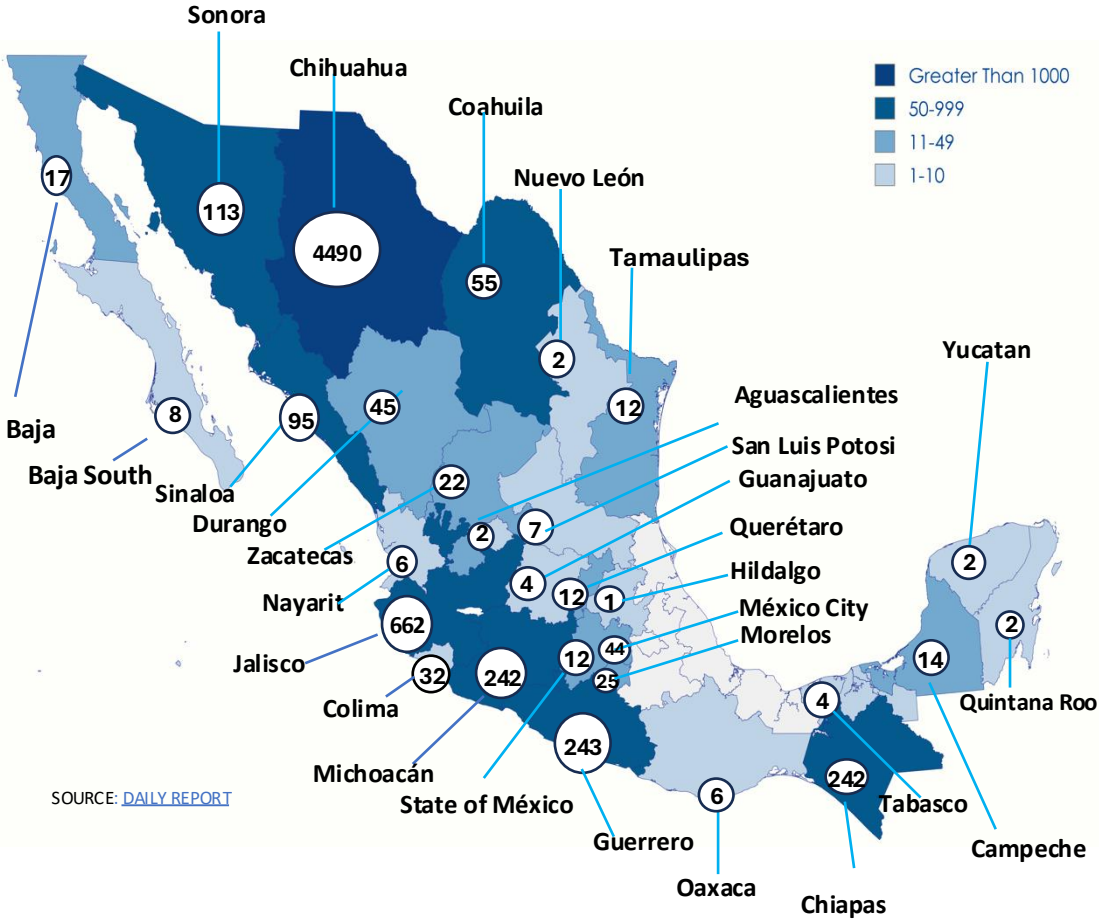 Sonora
Chihuahua
Coahuila
Nuevo León
Tamaulipas
Yucatan
Greater Than 1000
50-999
11-49
1-10
17
113
4490
55
2
12
8
95
45
22
2
7
6
4
12
1
662
32
242
12
44
25
243
6
4
242
14
2
2
Baja
Baja South
Sinaloa
Durango
Zacatecas
Nayarit
Jalisco
Colima
Michoacán
State of México
Guerrero
Oaxaca
Chiapas
Aguascalientes
San Luis Potosi
Guanajuato
Querétaro
Hildalgo
México City
Morelos
Quintana Roo
Tabasco
Campeche
SOURCE: DAILY REPORT